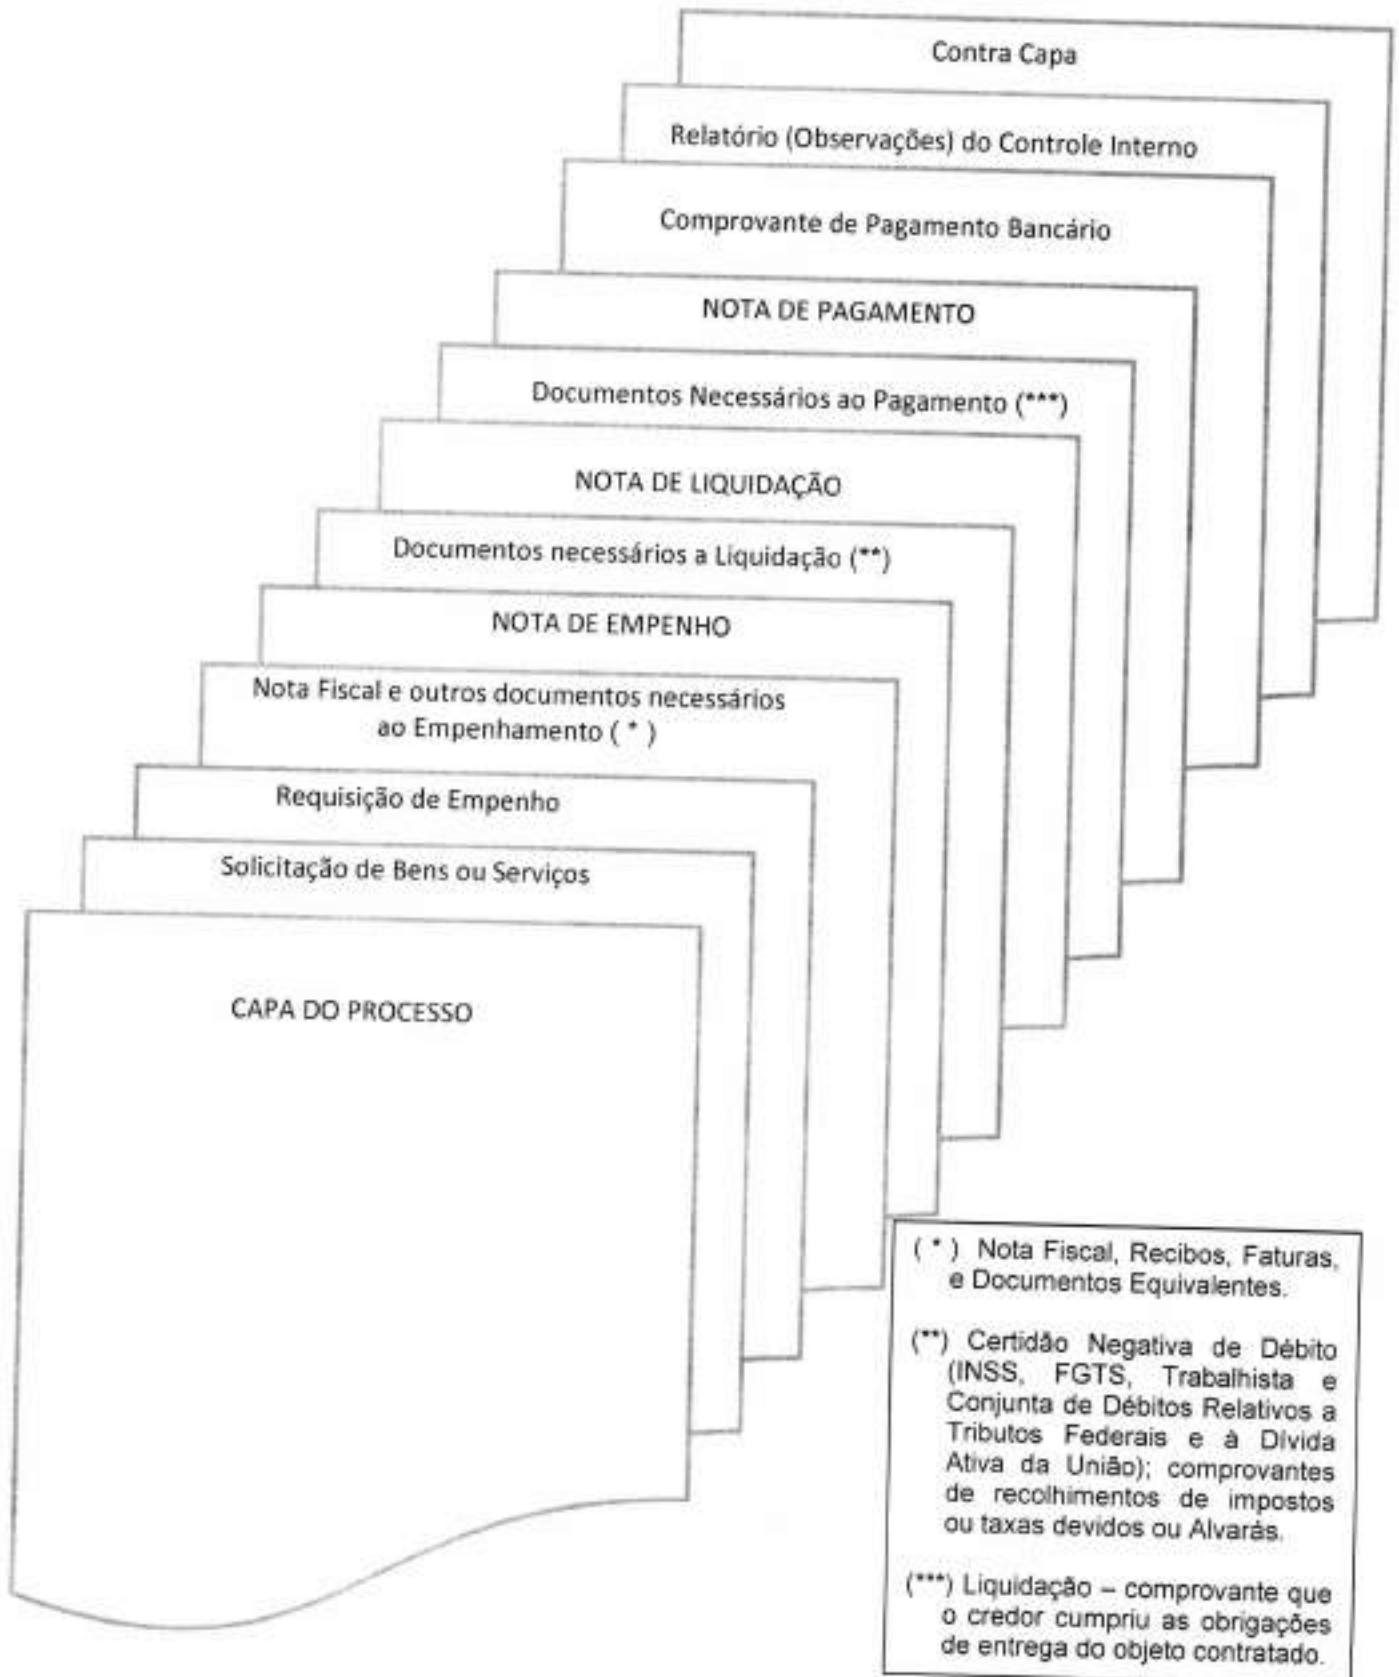 Contra Capa
Relatório (Observações) do Controle Interno
Comprovante de Pagamento Bancário
NOTA DE PAGAMENTO
Documentos Necessários ao Pagamento (***)
NOTA DE LIQUIDAÇÃO
Documentos necessários a Liquidação (**)
NOTA DE EMPENHO
Nota Fiscal e outros documentos necessários
ao Empenhamento ( * )
Requisição de Empenho
Solicitação de Bens ou Serviços
CAPA DO PROCESSO
( * ) Nota Fiscal, Recibos, Faturas,
e Documentos Equivalentes.
(**) Certidão Negativa de Débito
(INSS, FGTS, Trabalhista e
Conjunta de Débitos Relativos a
Tributos Federais e à Dívida
Ativa da União); comprovantes
de recolhimentos de impostos
ou taxas devidos ou Alvarás.
(***) Liquidação – comprovante que
o credor cumpriu as obrigações
de entrega do objeto contratado.